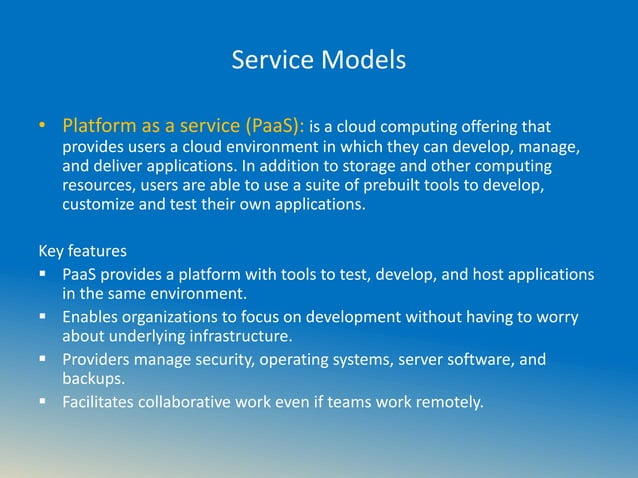 Service Models
• Platform as a service (PaaS): is a cloud computing offering that
provides users a cloud environment in which they can develop, manage,
and deliver applications. In addition to storage and other computing
resources, users are able to use a suite of prebuilt tools to develop,
customize and test their own applications.
Key features
▪ PaaS provides a platform with tools to test, develop, and host applications
in the same environment.
▪ Enables organizations to focus on development without having to worry
about underlying infrastructure.
▪ Providers manage security, operating systems, server software, and
backups.
▪ Facilitates collaborative work even if teams work remotely.